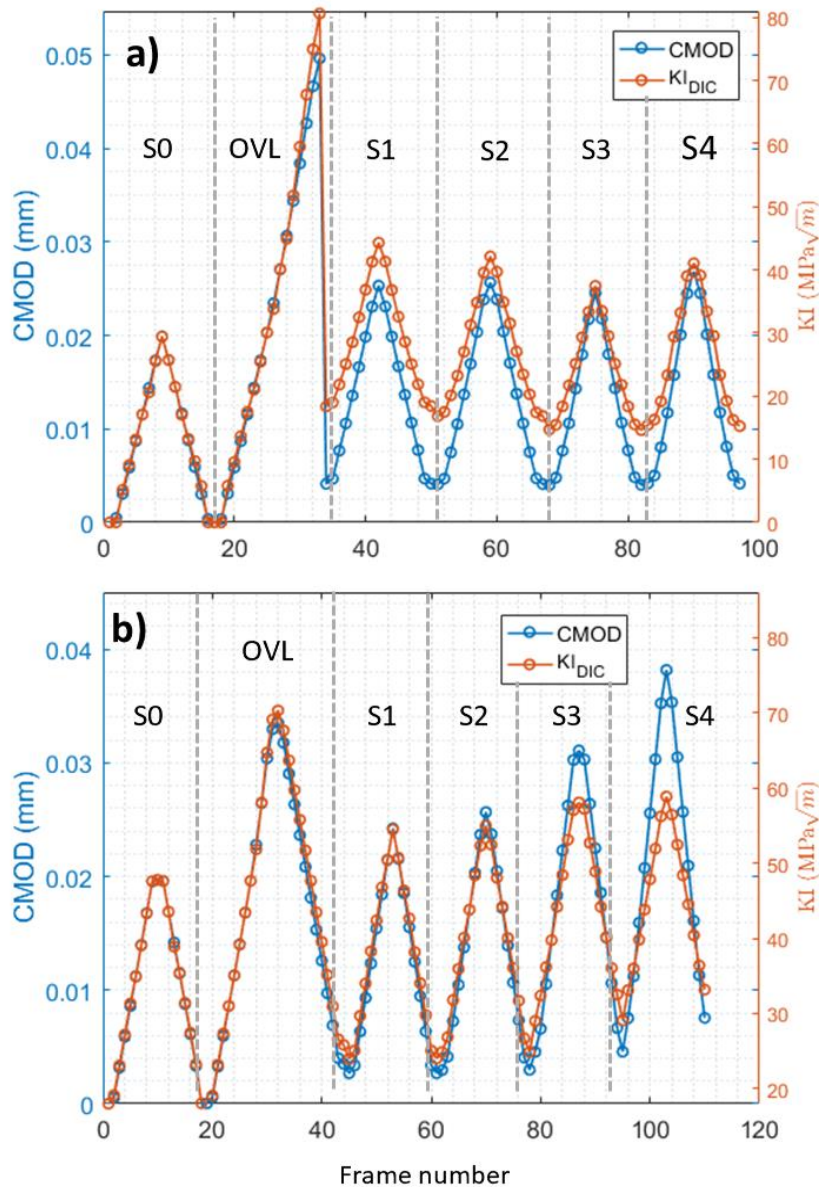 a)
CMOD
KI_DIC
S0 OVL S1 S2 S3 S4
0.05
0.04
0.03
0.02
0.01
0
CMOD (mm)
80
70
60
50
40
30
20
10
0
KI (MPa√m)
0 20 40 60 80 100
b)
CMOD
KI_DIC
OVL
S0 S1 S2 S3 S4
0.04
0.03
0.02
0.01
0
CMOD (mm)
80
70
60
50
40
30
20
KI (MPa√m)
0 20 40 60 80 100 120
Frame number